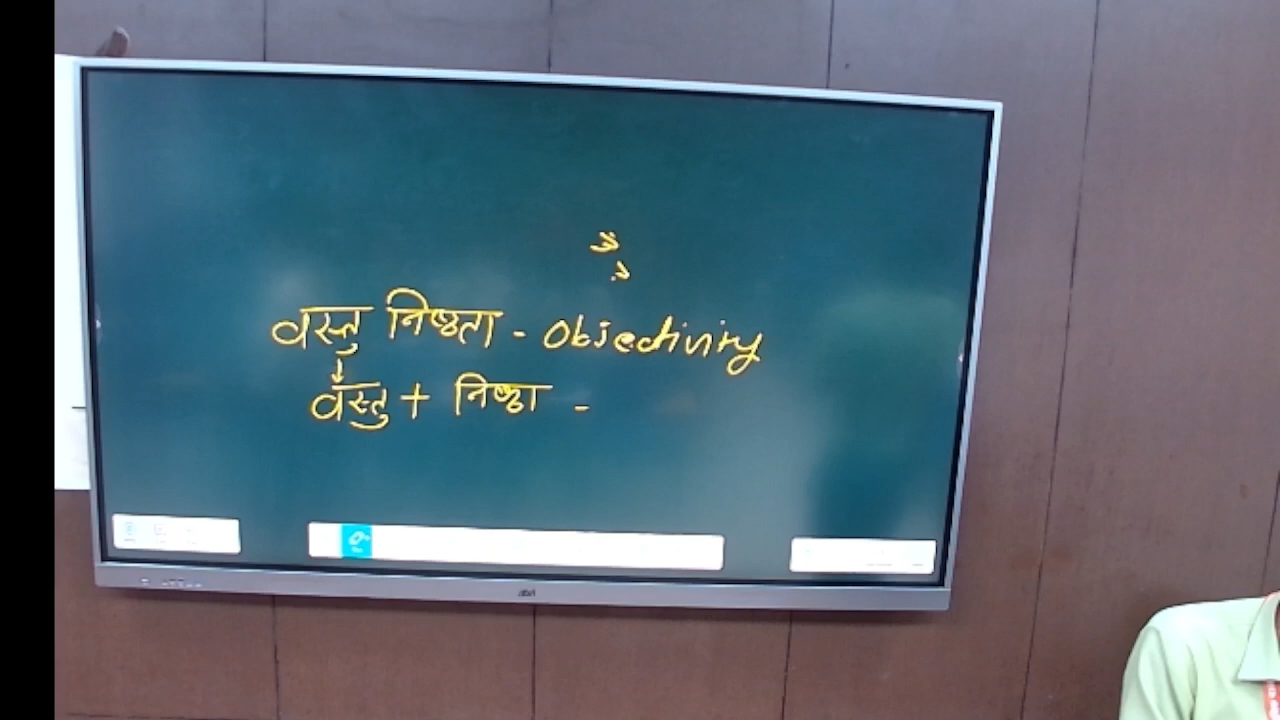 वस्तु निष्ठता - Objectivity
वस्तु + निष्ठा -